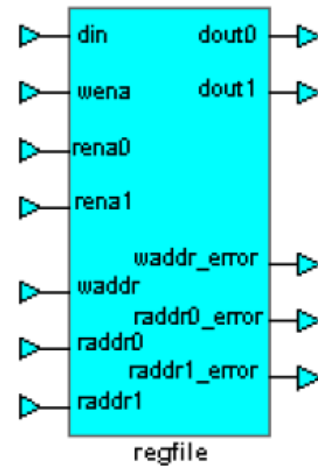 din dout0
wena dout1
rena0
rena1
waddr_error
waddr
raddr0_error
raddr0
raddr1_error
raddr1
regfile